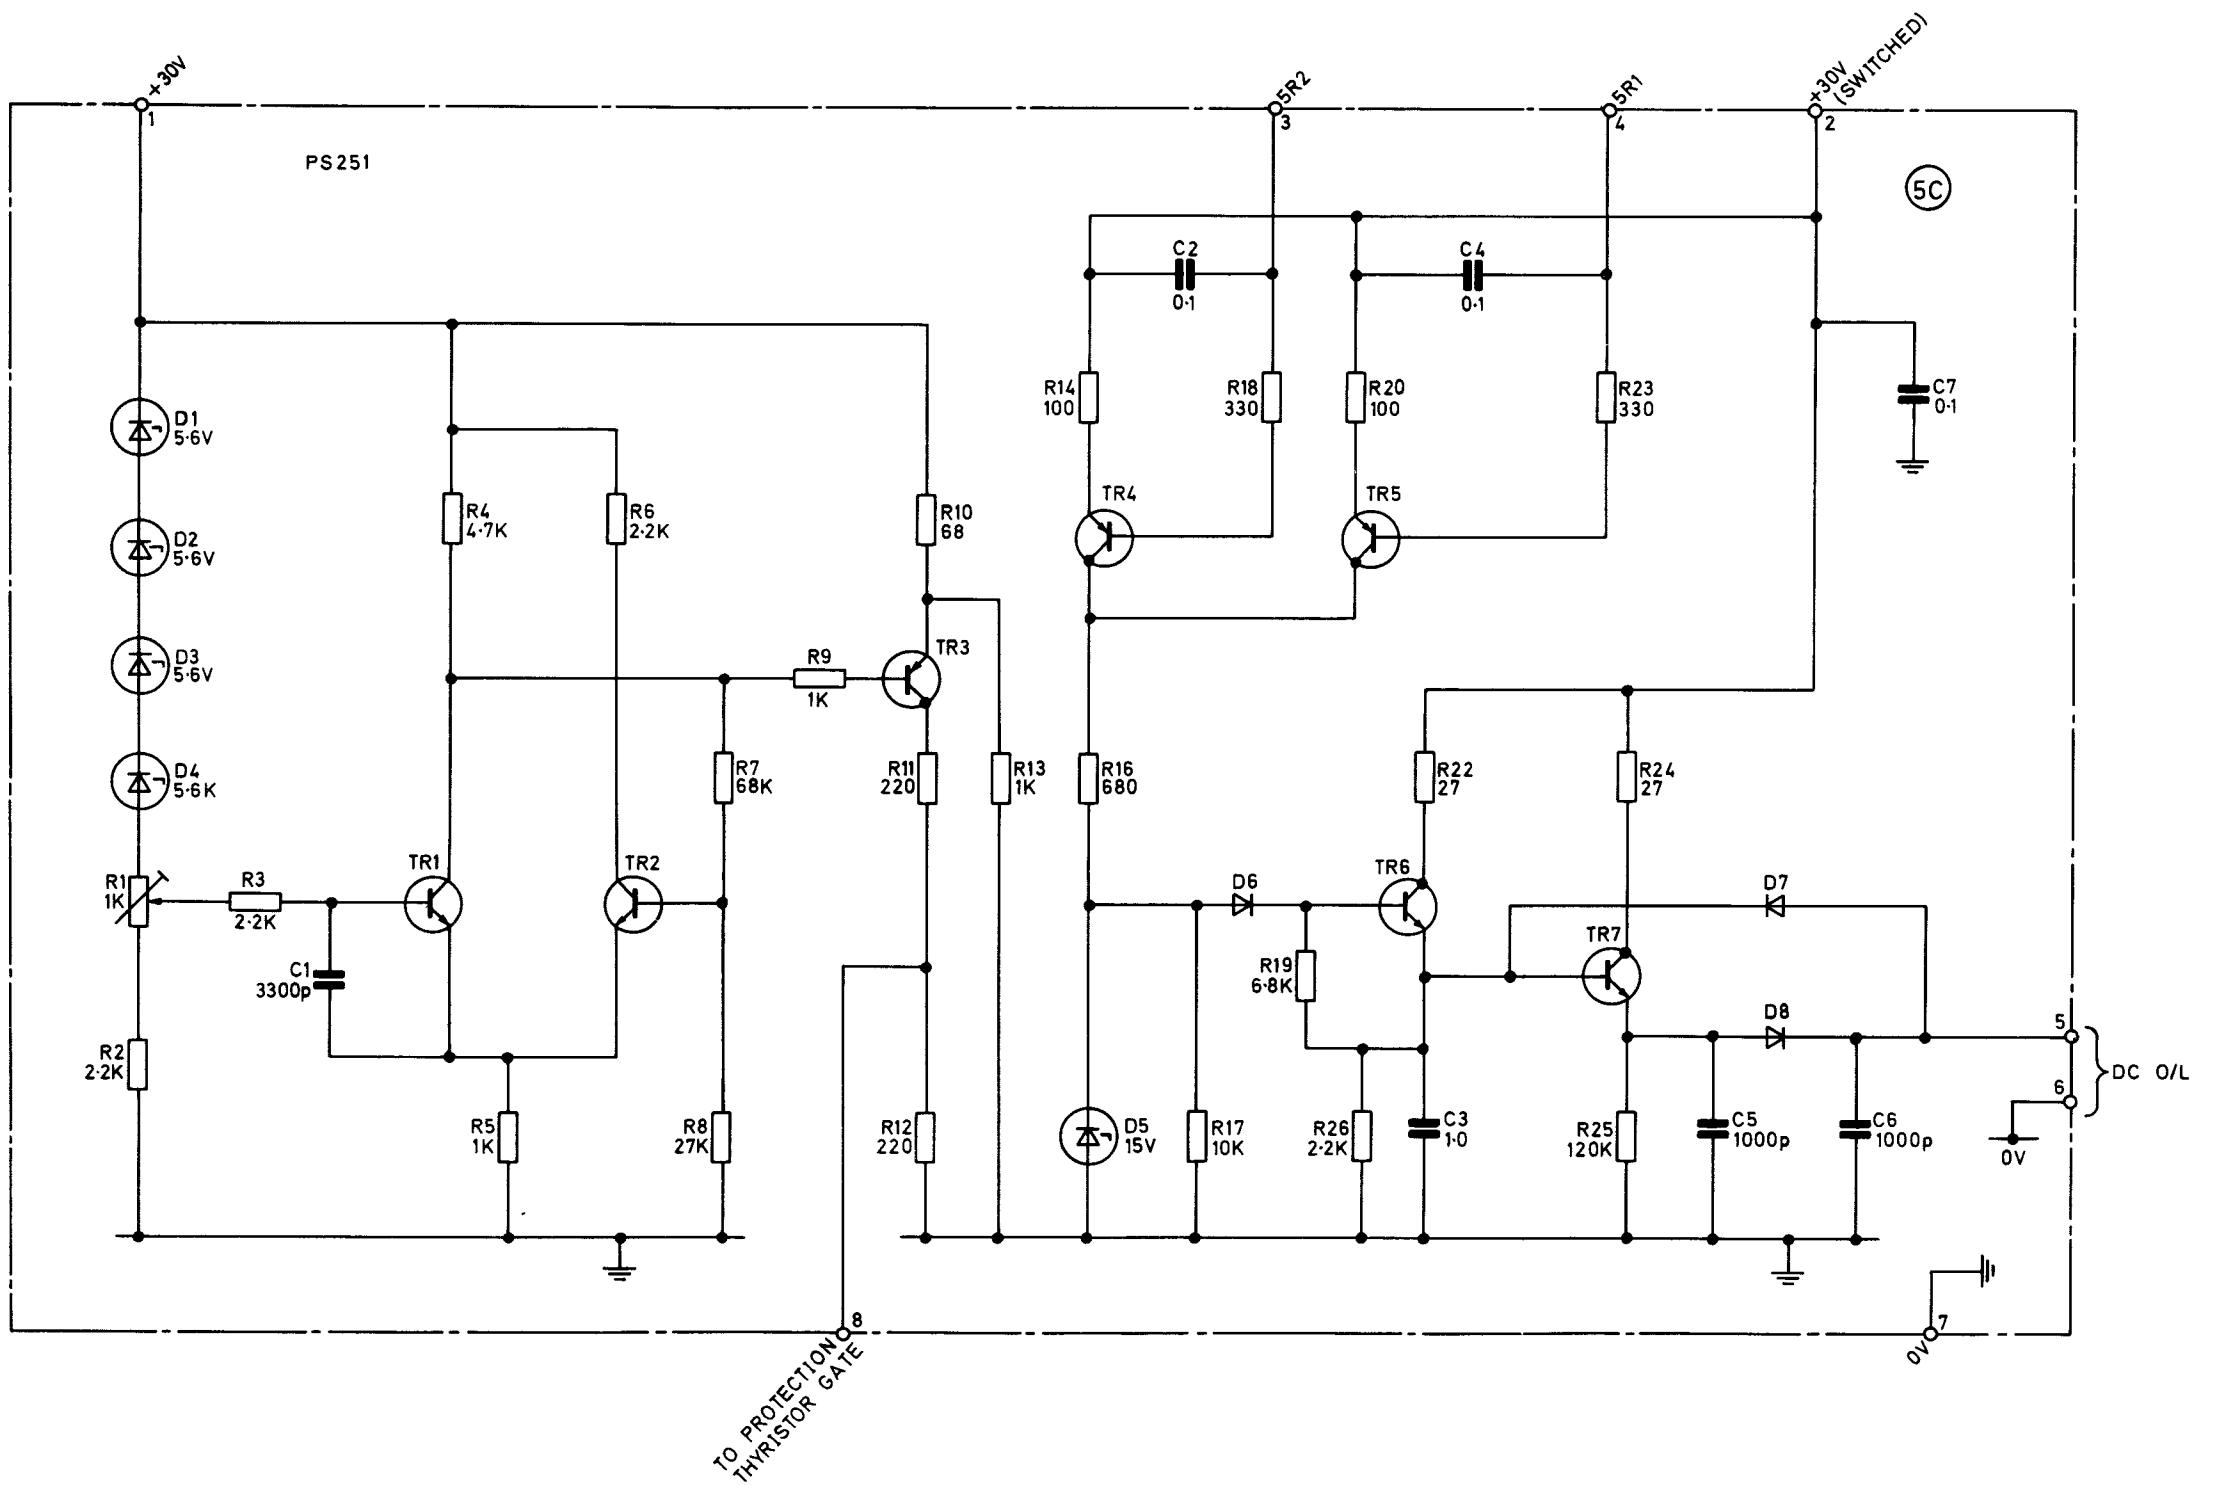 +30V
1
5R2
3
5R1
4
+30V
(SWITCHED)
2
PS251
5C
C2
0·1
C4
0·1
D1
5·6V
R14
100
R18
330
R20
100
R23
330
C7
0·1
D2
5·6V
R4
4·7K
R6
2·2K
R10
68
TR4
TR5
D3
5·6V
R9
1K
TR3
D4
5·6K
R7
68K
R11
220
R13
1K
R16
680
R22
27
R24
27
R1
1K
R3
2·2K
TR1
TR2
D6
TR6
D7
TR7
C1
3300p
R19
6·8K
D8
5
R2
2·2K
6
DC O/L
R5
1K
R8
27K
R12
220
D5
15V
R17
10K
R26
2·2K
C3
1·0
R25
120K
C5
1000p
C6
1000p
0V
8
TO PROTECTION
THYRISTOR GATE
7
0V